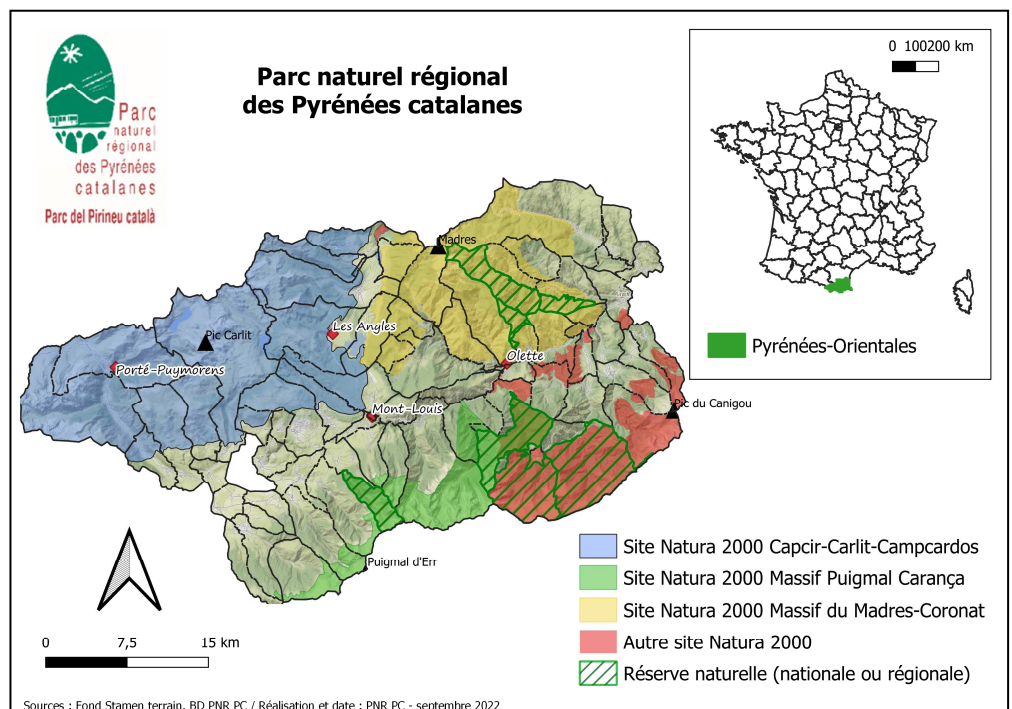 Parc naturel régional
des Pyrénées catalanes
Parc
naturel
régional
des Pyrénées
catalanes
Parc del Pirineu català
0 100200 km
Pyrénées-Orientales
Madres
Les Angles
Pic Carlit
Porté-Puymorens
Olette
Mont-Louis
Pic du Canigou
Puigmal d'Err
Site Natura 2000 Capcir-Carlit-Campcardos
Site Natura 2000 Massif Puigmal Carança
Site Natura 2000 Massif du Madres-Coronat
Autre site Natura 2000
Réserve naturelle (nationale ou régionale)
0 7,5 15 km
Sources : Fond Stamen terrain, BD PNR PC / Réalisation et date : PNR PC - septembre 2022